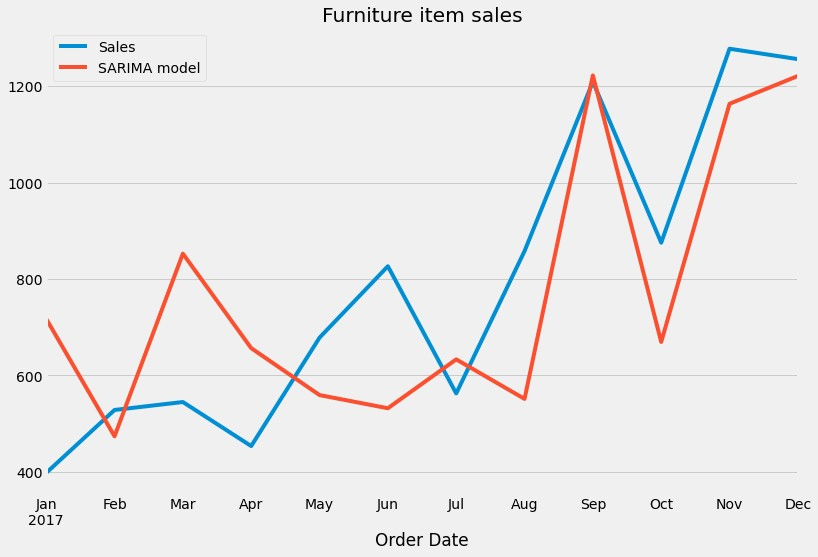 Furniture item sales
Sales
SARIMA model
1200
1000
800
600
400
Jan Feb Mar Apr May Jun Jul Aug Sep Oct Nov Dec
2017
Order Date